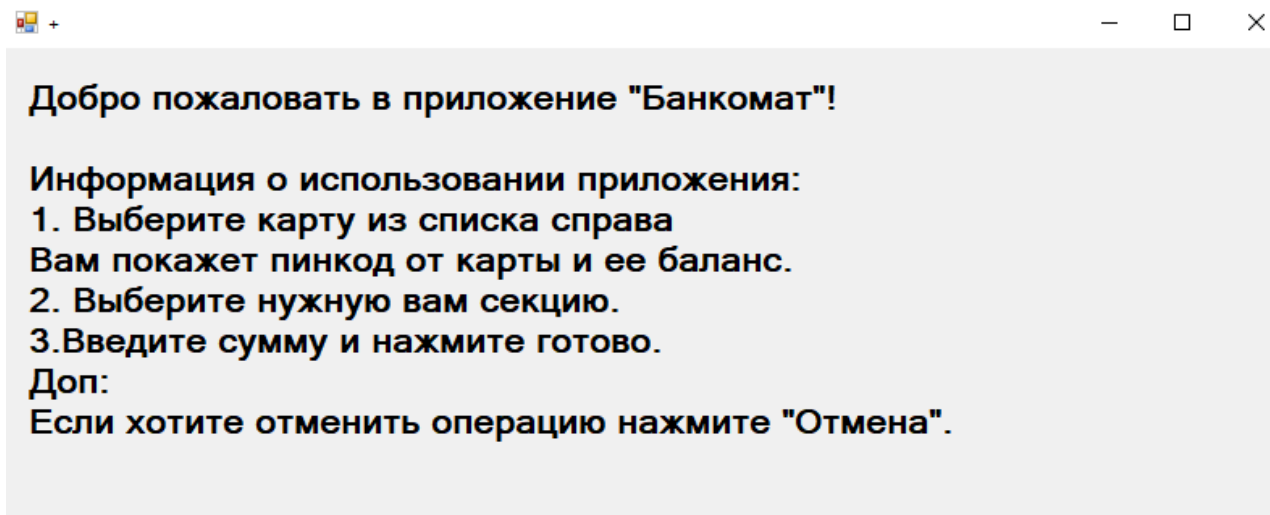 +
Добро пожаловать в приложение "Банкомат"!
Информация о использовании приложения:
1. Выберите карту из списка справа
Вам покажет пинкод от карты и ее баланс.
2. Выберите нужную вам секцию.
3.Введите сумму и нажмите готово.
Доп:
Если хотите отменить операцию нажмите "Отмена".